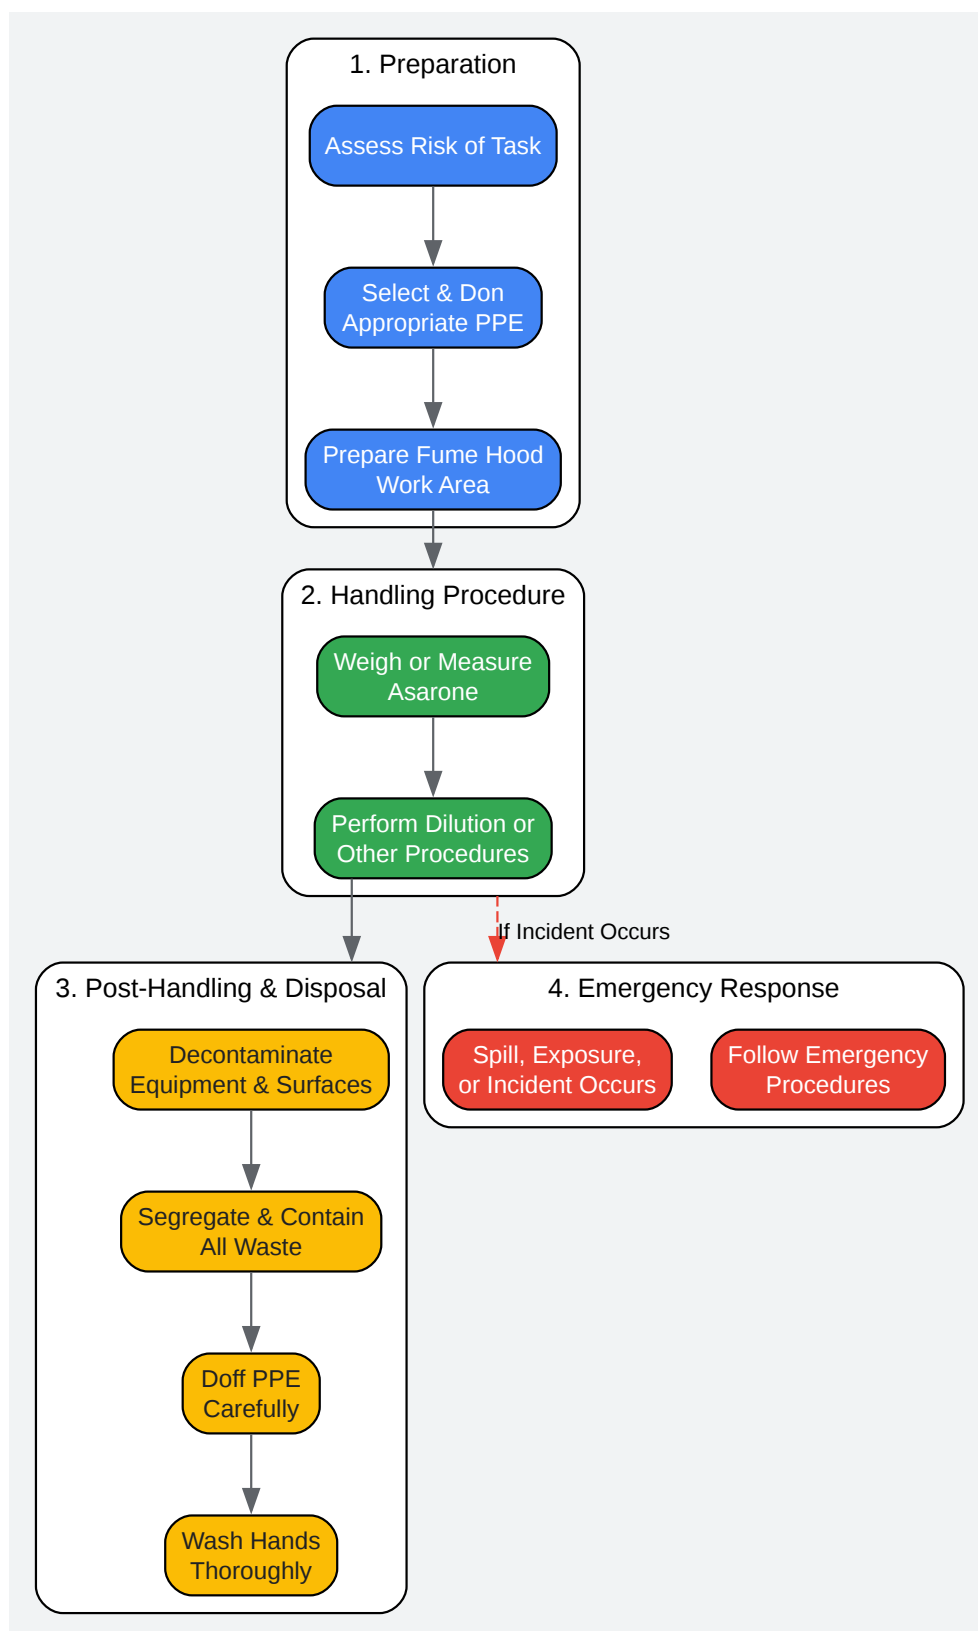 1. Preparation
Assess Risk of Task
Select & Don
Appropriate PPE
Prepare Fume Hood
Work Area
2. Handling Procedure
Weigh or Measure
Asarone
Perform Dilution or
Other Procedures
If Incident Occurs
3. Post-Handling & Disposal
Decontaminate
Equipment & Surfaces
Segregate & Contain
All Waste
Doff PPE
Carefully
Wash Hands
Thoroughly
4. Emergency Response
Spill, Exposure,
or Incident Occurs
Follow Emergency
Procedures